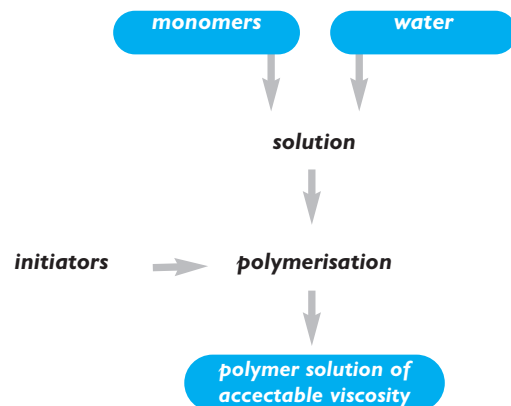 monomers
water
solution
initiators
polymerisation
polymer solution of
accectable viscosity